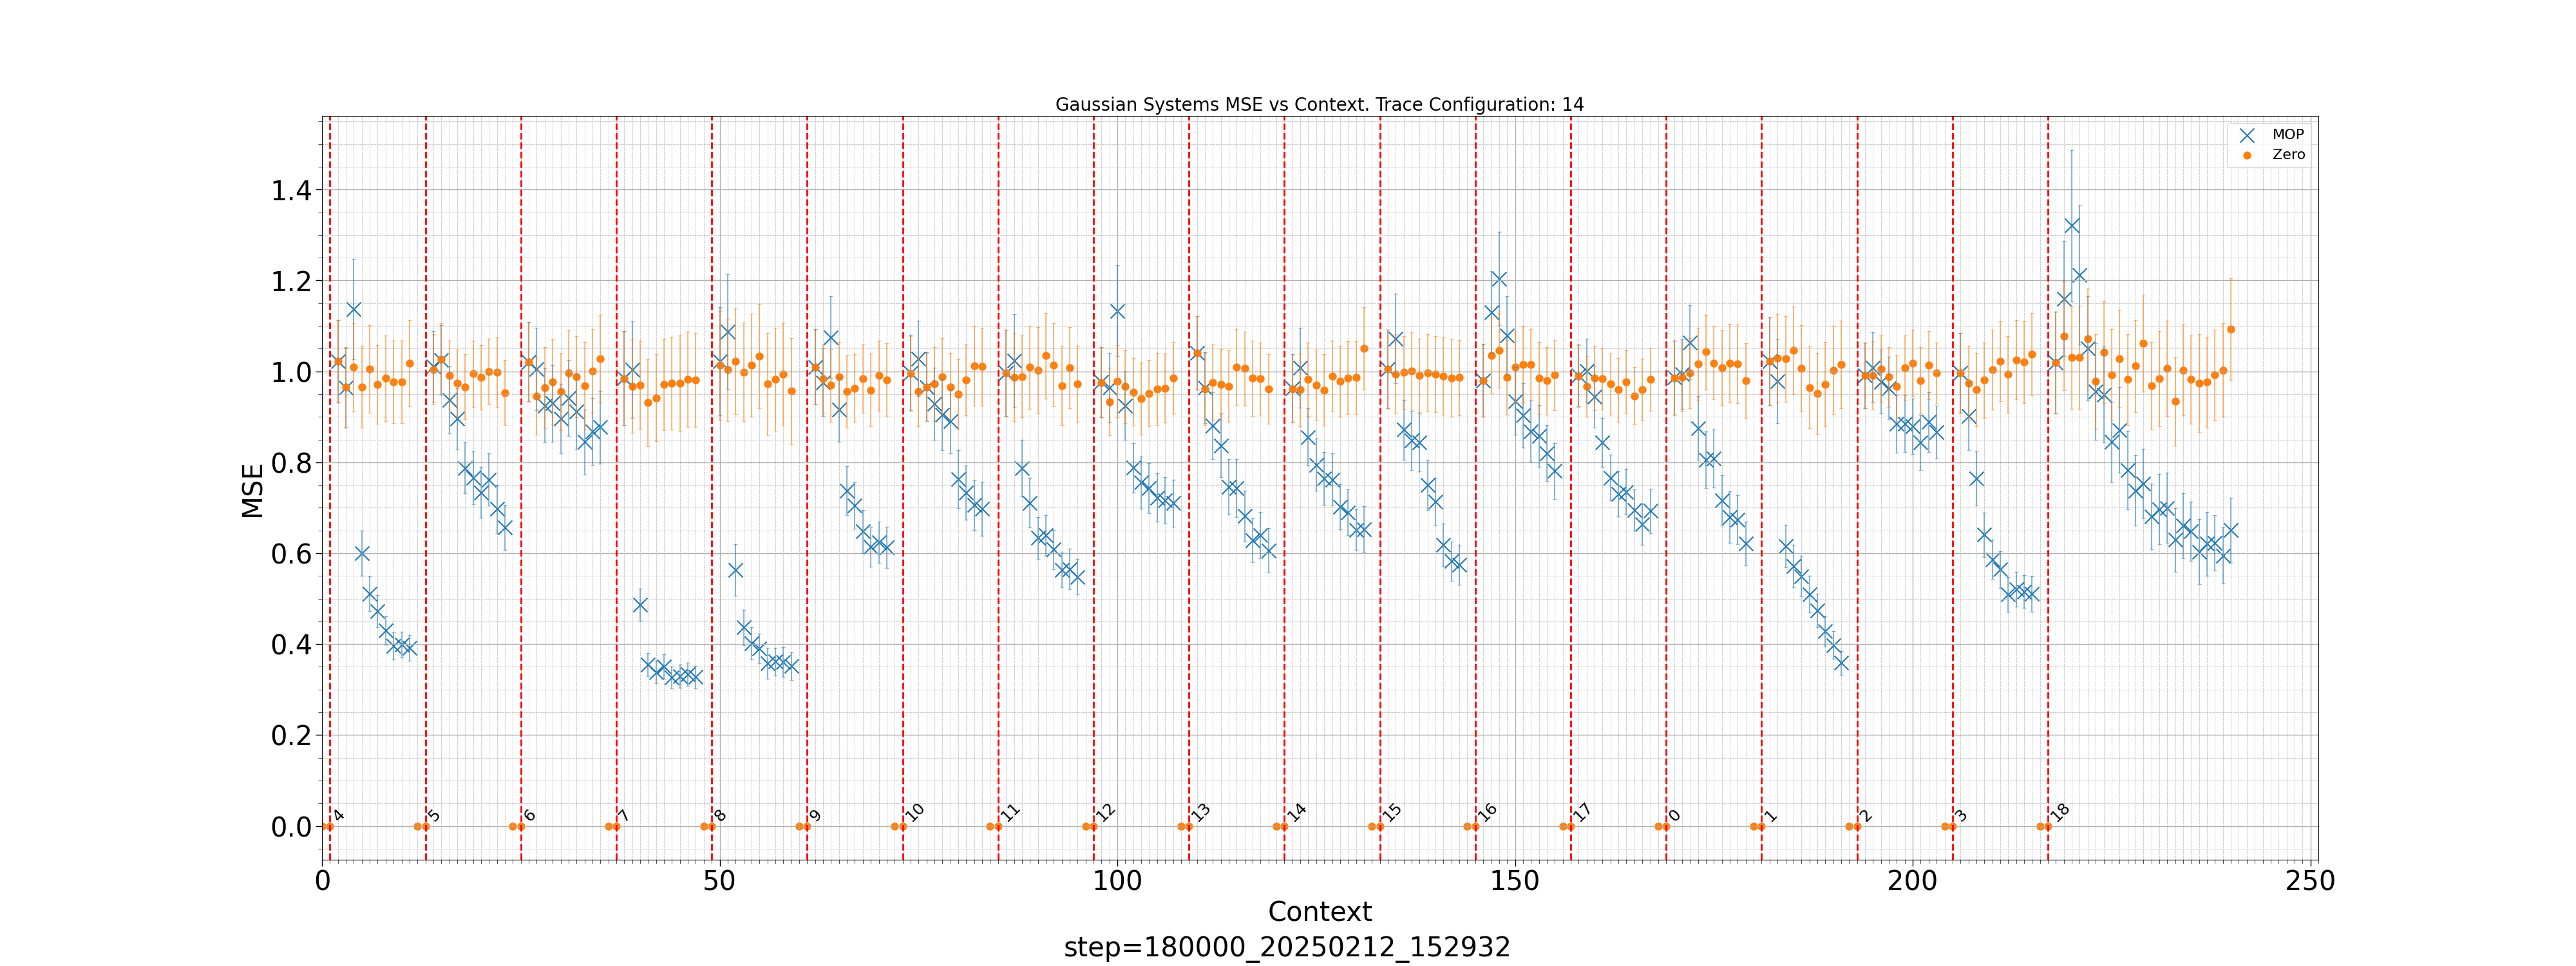 Gaussian Systems MSE vs Context. Trace Configuration: 14
MOP
Zero
MSE
1.4
1.2
1.0
0.8
0.6
0.4
0.2
0.0
4 5 6 7 8 9 10 11 12 13 14 15 16 17 0 1 2 3 18
0 50 100 150 200 250
Context
step=180000_20250212_152932